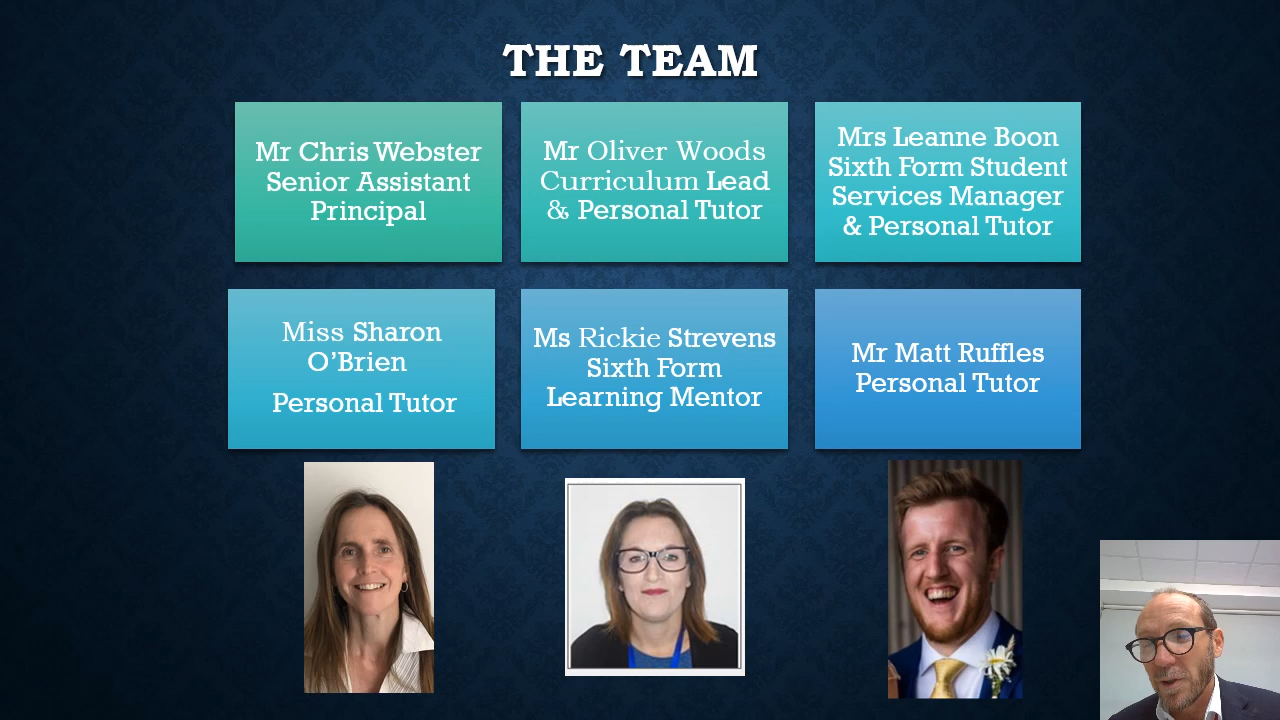 THE TEAM
Mr Chris Webster
Senior Assistant
Principal
Mr Oliver Woods
Curriculum Lead
& Personal Tutor
Mrs Leanne Boon
Sixth Form Student
Services Manager
& Personal Tutor
Miss Sharon
O’Brien
Personal Tutor
Ms Rickie Strevens
Sixth Form
Learning Mentor
Mr Matt Ruffles
Personal Tutor